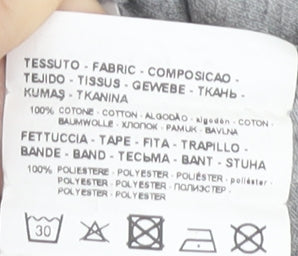 TESSUTO - FABRIC - COMPOSICAO -
TEJIDO - TISSUS - GEWEBE - ТКАНЬ -
KUMAŞ - TKANINA
100% COTONE - COTTON - ALGODÃO - algodón - COTON -
BAUMWOLLE - ХЛОПОК - PAMUK - BAVLNA
FETTUCCIA - TAPE - FITA - TRAPILLO -
BANDE - BAND - ТЕСЬМА - BANT - STUHA
100% POLIESTERE - POLYESTER - POLIÉSTER - poliéster -
POLYESTER - POLYESTER - ПОЛИЭСТЕР -
POLYESTER - POLYESTER
30